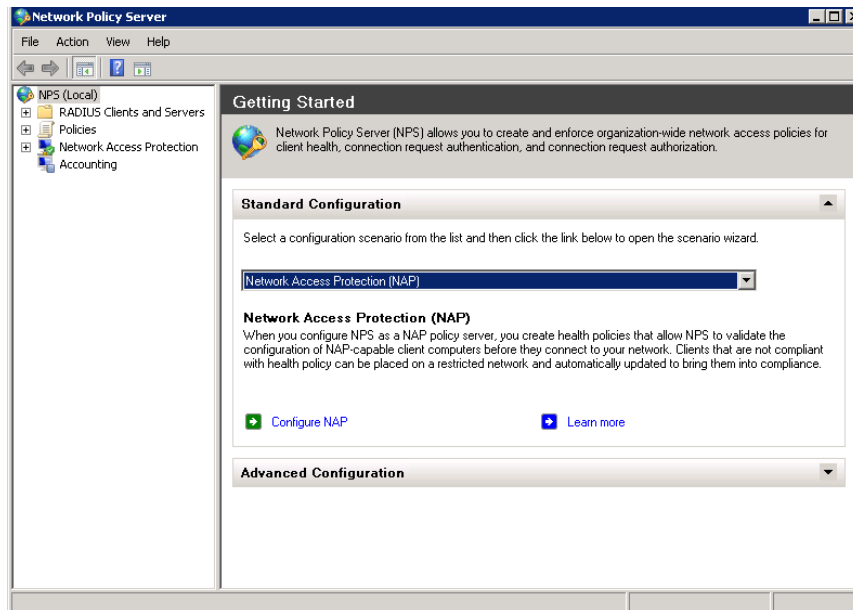 Network Policy Server
File Action View Help
NPS (Local)
RADIUS Clients and Servers
Policies
Network Access Protection
Accounting
Getting Started
Network Policy Server (NPS) allows you to create and enforce organization-wide network access policies for
client health, connection request authentication, and connection request authorization.
Standard Configuration
Select a configuration scenario from the list and then click the link below to open the scenario wizard.
Network Access Protection (NAP)
Network Access Protection (NAP)
When you configure NPS as a NAP policy server, you create health policies that allow NPS to validate the
configuration of NAP-capable client computers before they connect to your network. Clients that are not compliant
with health policy can be placed on a restricted network and automatically updated to bring them into compliance.
Configure NAP Learn more
Advanced Configuration